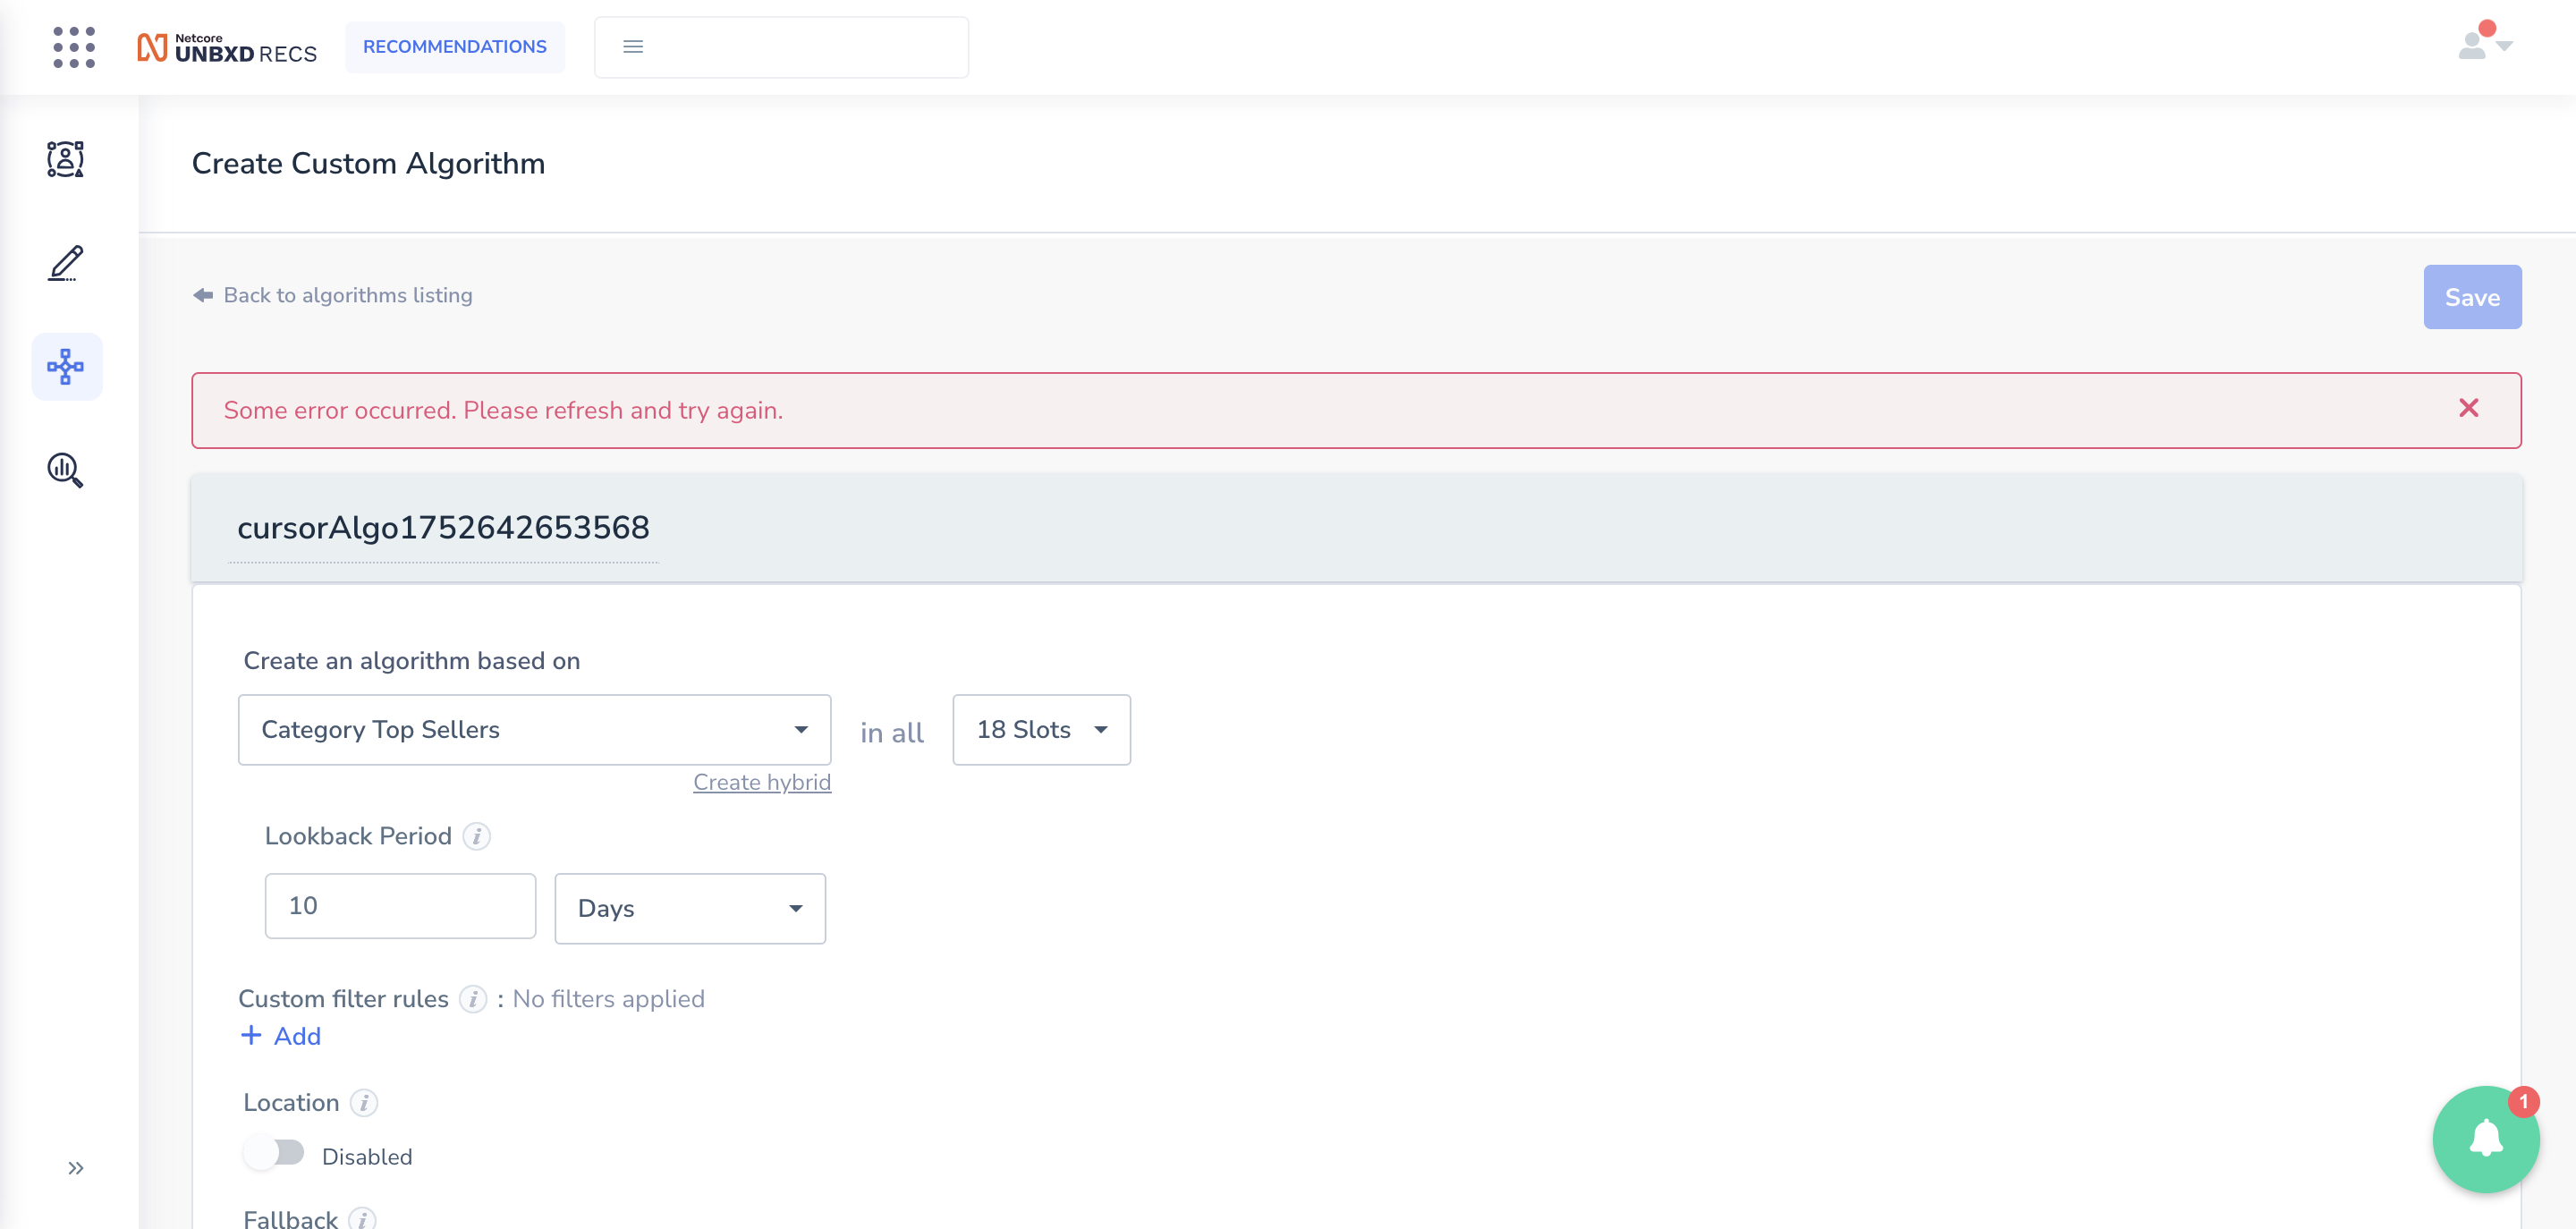 Netcore
UNBXD RECS
RECOMMENDATIONS
Create Custom Algorithm
Back to algorithms listing
Save
Some error occurred. Please refresh and try again.
cursorAlgo1752642653568
Create an algorithm based on
Category Top Sellers in all 18 Slots
Create hybrid
Lookback Period i
10 Days
Custom filter rules i : No filters applied
+ Add
Location i
1
Disabled
Fallback i